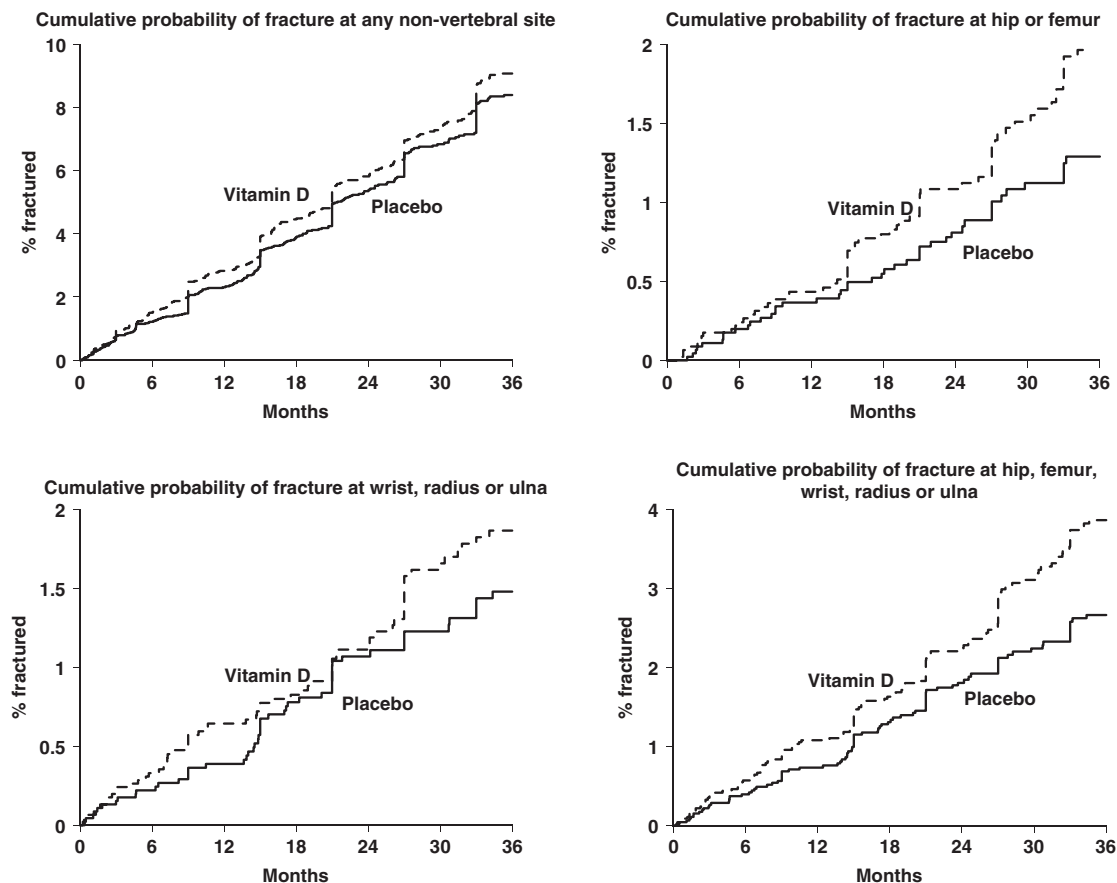 Cumulative probability of fracture at any non-vertebral site
10
8
6
4
2
0
% fractured
Vitamin D
Placebo
0 6 12 18 24 30 36
Months
Cumulative probability of fracture at hip or femur
2
1.5
1
0.5
0
% fractured
Vitamin D
Placebo
0 6 12 18 24 30 36
Months
Cumulative probability of fracture at wrist, radius or ulna
2
1.5
1
0.5
0
% fractured
Vitamin D
Placebo
0 6 12 18 24 30 36
Months
Cumulative probability of fracture at hip, femur,
wrist, radius or ulna
4
3
2
1
0
% fractured
Vitamin D
Placebo
0 6 12 18 24 30 36
Months